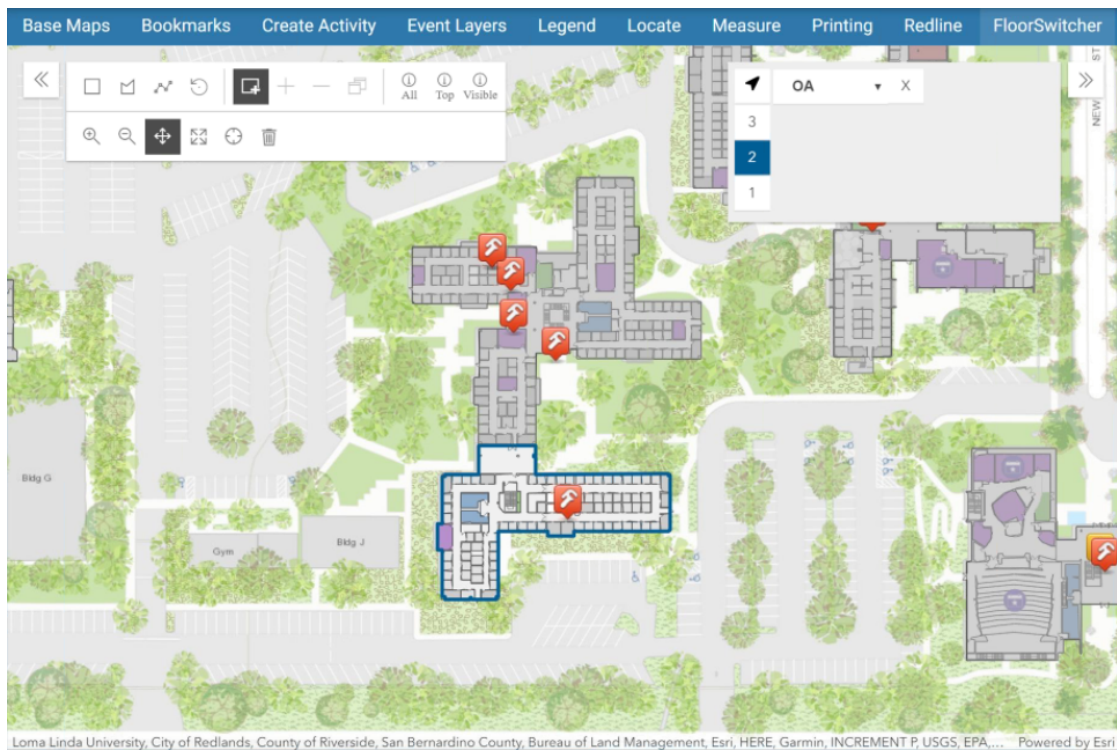 Base Maps Bookmarks Create Activity Event Layers Legend Locate Measure Printing Redline FloorSwitcher
All Top Visible
OA X
3
2
1
NEW
ST
Bldg G
Gym
Bldg J
Loma Linda University, City of Redlands, County of Riverside, San Bernardino County, Bureau of Land Management, Esri, HERE, Garmin, INCREMENT P, USGS, EPA,... Powered by Esri